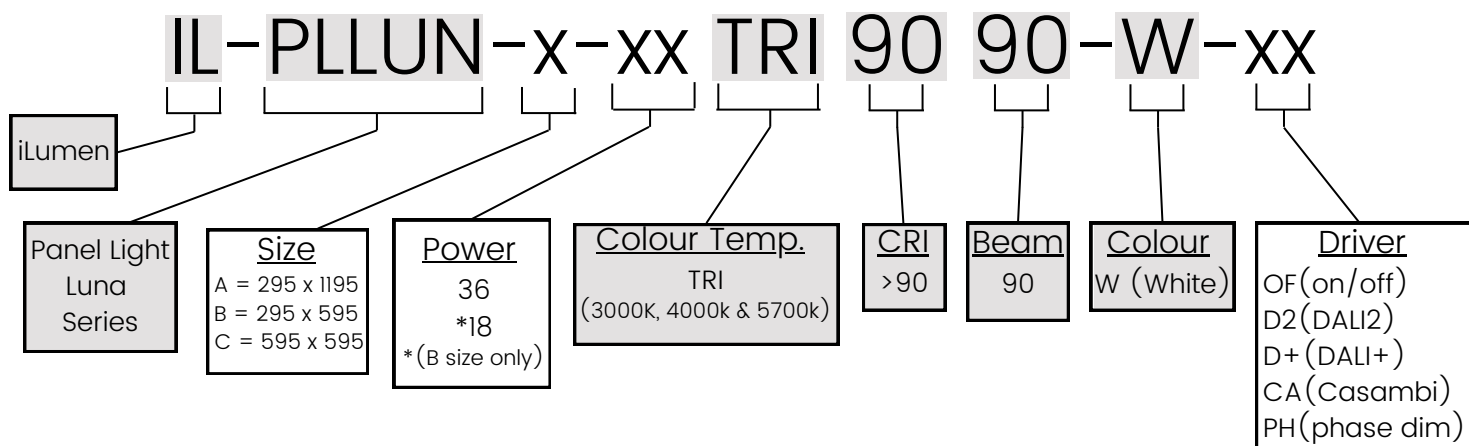 IL-PLLUN-x-xx TRI 90 90-W-xx
iLumen
Panel Light
Luna
Series
Size
A = 295 x 1195
B = 295 x 595
C = 595 x 595
Power
36
*18
*(B size only)
Colour Temp.
TRI
(3000K, 4000k & 5700k)
CRI
>90
Beam
90
Colour
W (White)
Driver
OF(on/off)
D2(DALI2)
D+(DALI+)
CA(Casambi)
PH(phase dim)